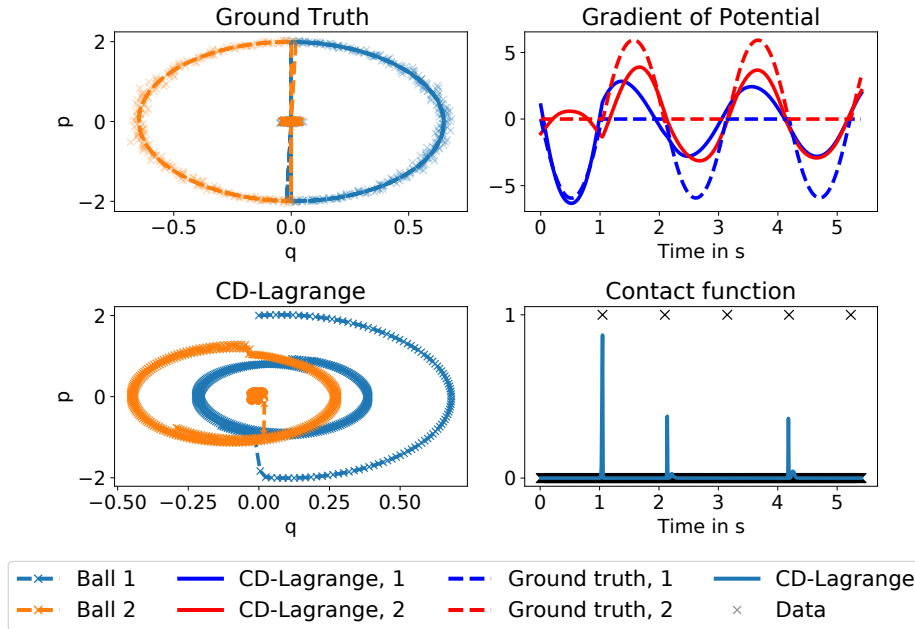 Ground Truth
Gradient of Potential
2
0
−2
p
−0.5
0.0
0.5
q
5
0
−5
0
1
2
3
4
5
Time in s
CD-Lagrange
Contact function
2
0
−2
p
−0.50
−0.25
0.00
0.25
0.50
q
1
0
0
1
2
3
4
5
Time in s
Ball 1
CD-Lagrange, 1
Ground truth, 1
CD-Lagrange
Ball 2
CD-Lagrange, 2
Ground truth, 2
Data